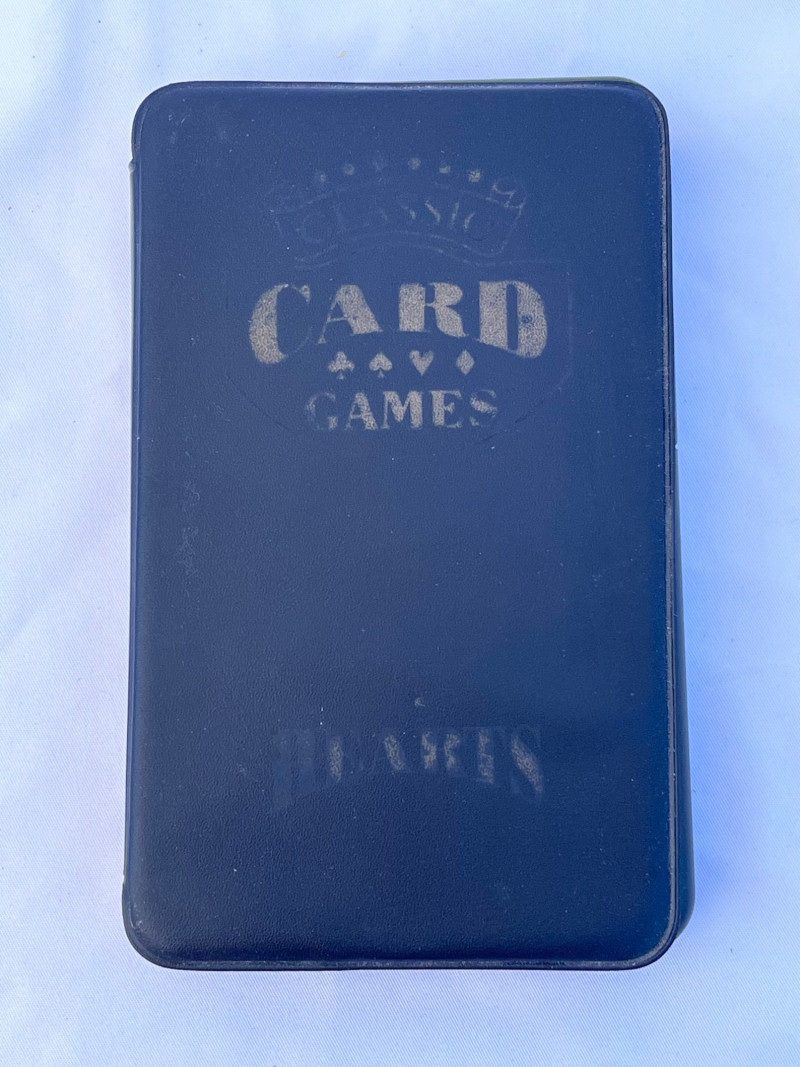 CLASSIC
CARD
♣ ♠ ♥ ♦
GAMES
HEARTS